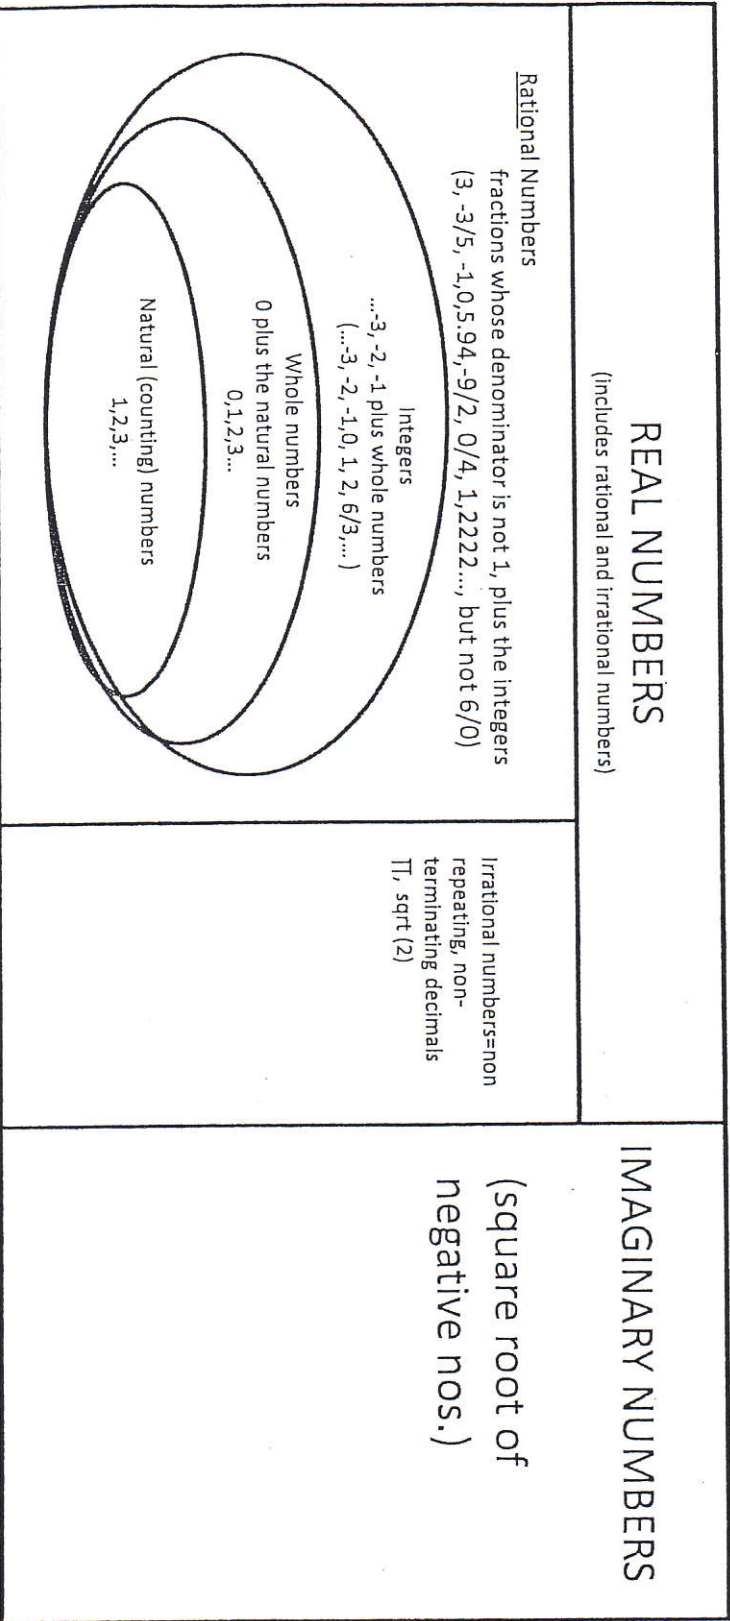 REAL NUMBERS
(includes rational and irrational numbers)
Rational Numbers
fractions whose denominator is not 1, plus the integers
(3, -3/5, -1,0,5.94,-9/2, 0/4, 1,2222..., but not 6/0)
Integers
...-3, -2, -1 plus whole numbers
(...-3, -2, -1,0, 1, 2, 6/3,... )
Whole numbers
0 plus the natural numbers
0,1,2,3...
Natural (counting) numbers
1,2,3,...
Irrational numbers=non
repeating, non-
terminating decimals
∏, sqrt (2)
IMAGINARY NUMBERS
(square root of
negative nos.)